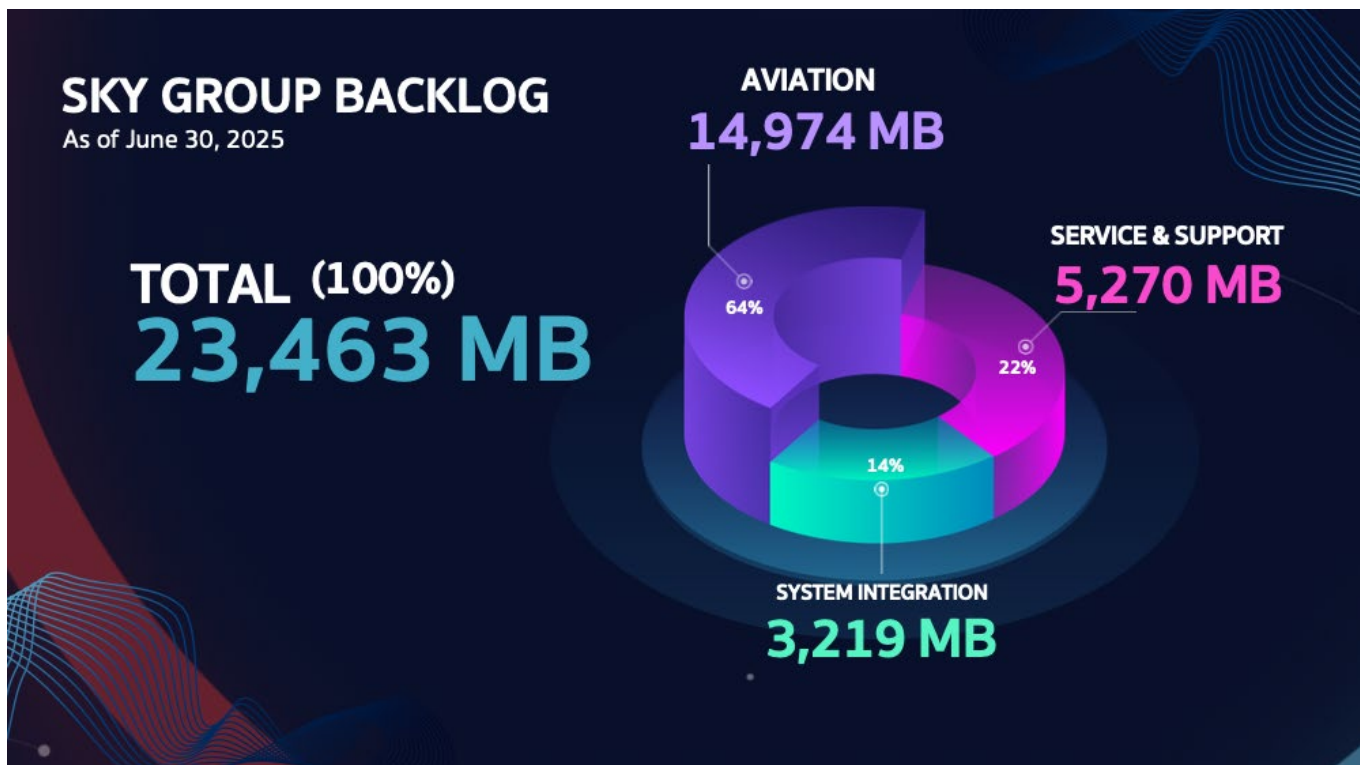 SKY GROUP BACKLOG
As of June 30, 2025
TOTAL (100%)
23,463 MB
AVIATION
14,974 MB
64%
SERVICE & SUPPORT
5,270 MB
22%
14%
SYSTEM INTEGRATION
3,219 MB